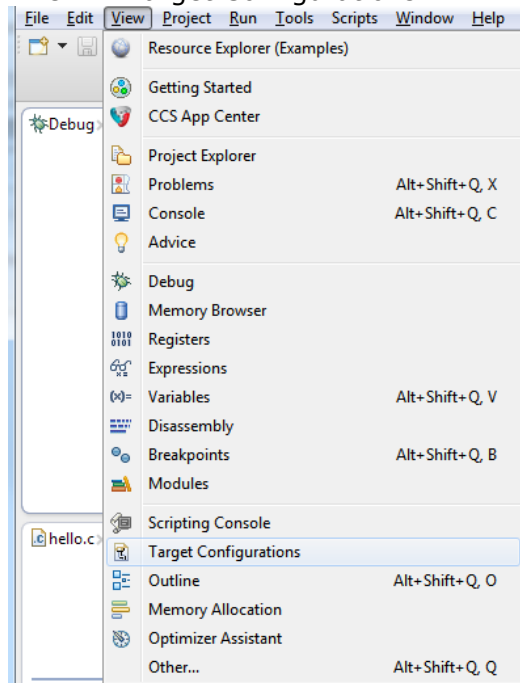 File Edit View Project Run Tools Scripts Window Help
Resource Explorer (Examples)
Getting Started
CCS App Center
Debug
Project Explorer
Problems Alt+Shift+Q, X
Console Alt+Shift+Q, C
Advice
Debug
Memory Browser
1010
0101
Registers
Expressions
(x)= Variables Alt+Shift+Q, V
Disassembly
Breakpoints Alt+Shift+Q, B
Modules
Scripting Console
hello.c
Target Configurations
Outline Alt+Shift+Q, O
Memory Allocation
Optimizer Assistant
Other... Alt+Shift+Q, Q